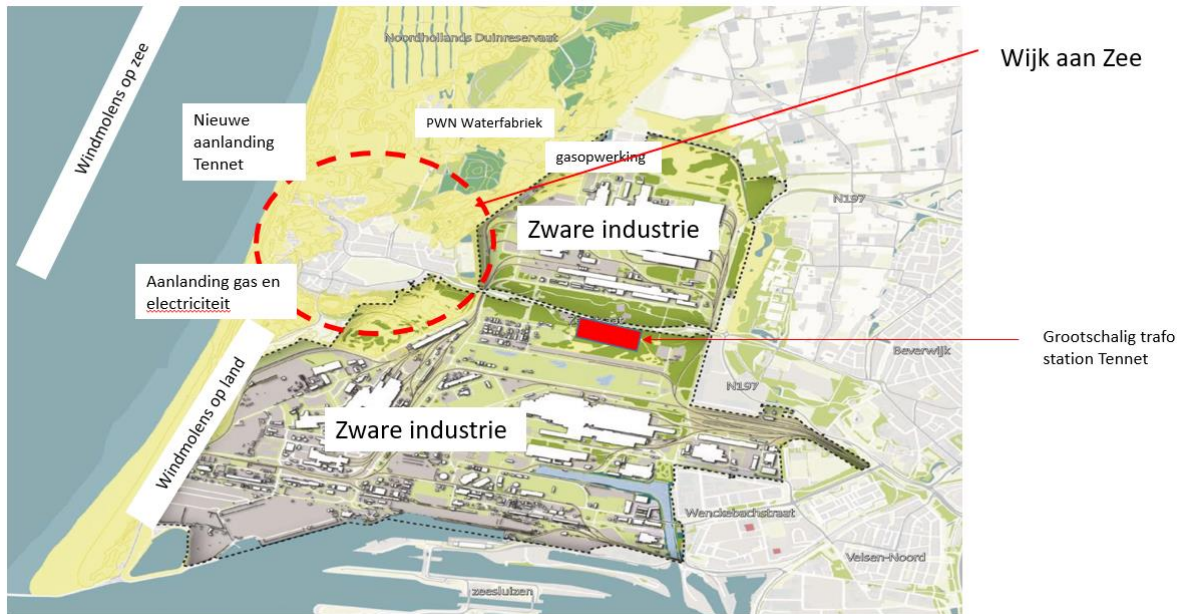 Noordhollands Duinreservaat
Windmolens op zee
Wijk aan Zee
Nieuwe
aanlanding
Tennet
PWN Waterfabriek
gasopwerking
N197
Zware industrie
Aanlanding gas en
electriciteit
Grootschalig trafo
station Tennet
Beverwijk
N197
Windmolens op land
Zware industrie
Wenckebachstraat
Velsen-Noord
zeesluizen